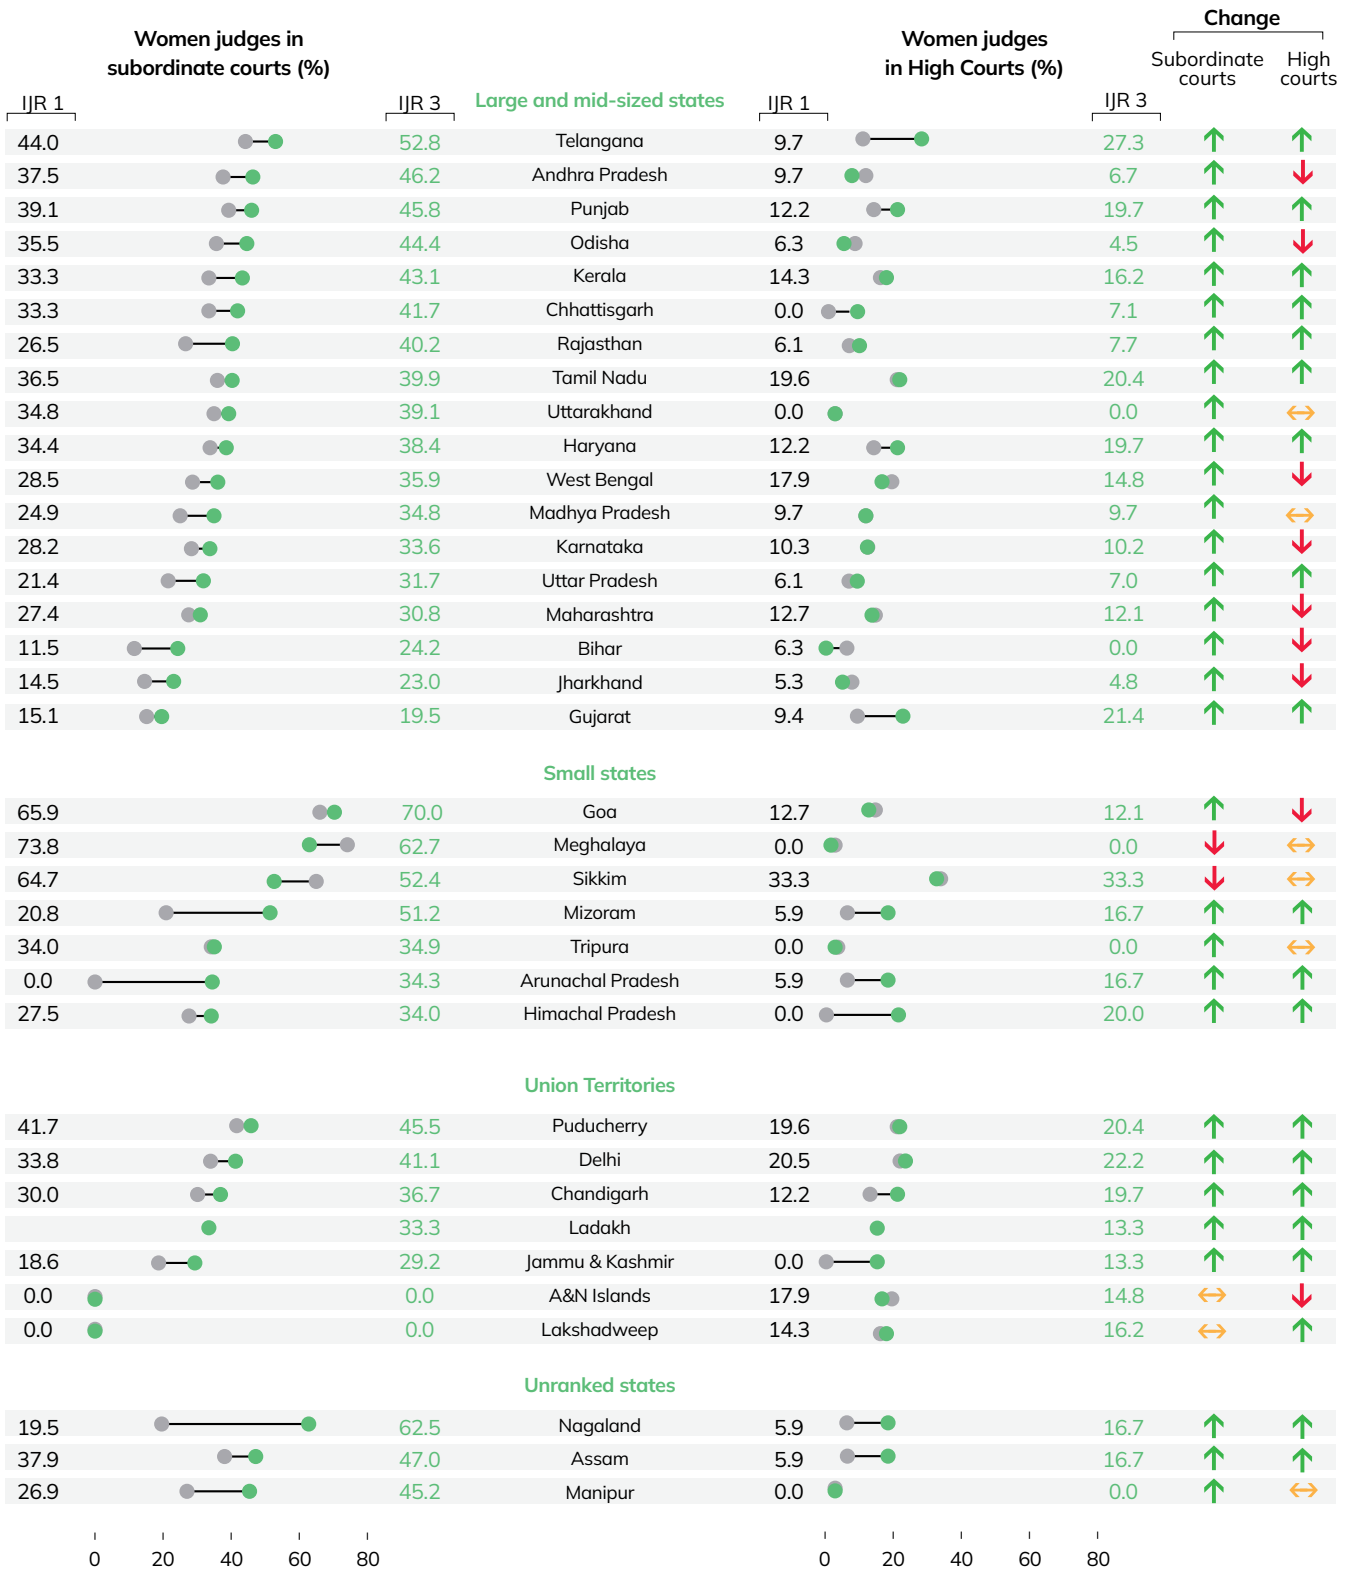 Change
Women judges in
subordinate courts (%)
Women judges
in High Courts (%)
Subordinate
courts
High
courts
IJR 1 IJR 3 Large and mid-sized states IJR 1 IJR 3
44.0 52.8 Telangana 9.7 27.3
37.5 46.2 Andhra Pradesh 9.7 6.7
39.1 45.8 Punjab 12.2 19.7
35.5 44.4 Odisha 6.3 4.5
33.3 43.1 Kerala 14.3 16.2
33.3 41.7 Chhattisgarh 0.0 7.1
26.5 40.2 Rajasthan 6.1 7.7
36.5 39.9 Tamil Nadu 19.6 20.4
34.8 39.1 Uttarakhand 0.0 0.0
34.4 38.4 Haryana 12.2 19.7
28.5 35.9 West Bengal 17.9 14.8
24.9 34.8 Madhya Pradesh 9.7 9.7
28.2 33.6 Karnataka 10.3 10.2
21.4 31.7 Uttar Pradesh 6.1 7.0
27.4 30.8 Maharashtra 12.7 12.1
11.5 24.2 Bihar 6.3 0.0
14.5 23.0 Jharkhand 5.3 4.8
15.1 19.5 Gujarat 9.4 21.4
Small states
65.9 70.0 Goa 12.7 12.1
73.8 62.7 Meghalaya 0.0 0.0
64.7 52.4 Sikkim 33.3 33.3
20.8 51.2 Mizoram 5.9 16.7
34.0 34.9 Tripura 0.0 0.0
0.0 34.3 Arunachal Pradesh 5.9 16.7
27.5 34.0 Himachal Pradesh 0.0 20.0
Union Territories
41.7 45.5 Puducherry 19.6 20.4
33.8 41.1 Delhi 20.5 22.2
30.0 36.7 Chandigarh 12.2 19.7
33.3 Ladakh 13.3
18.6 29.2 Jammu & Kashmir 0.0 13.3
0.0 0.0 A&N Islands 17.9 14.8
0.0 0.0 Lakshadweep 14.3 16.2
Unranked states
19.5 62.5 Nagaland 5.9 16.7
37.9 47.0 Assam 5.9 16.7
26.9 45.2 Manipur 0.0 0.0
0 20 40 60 80 0 20 40 60 80